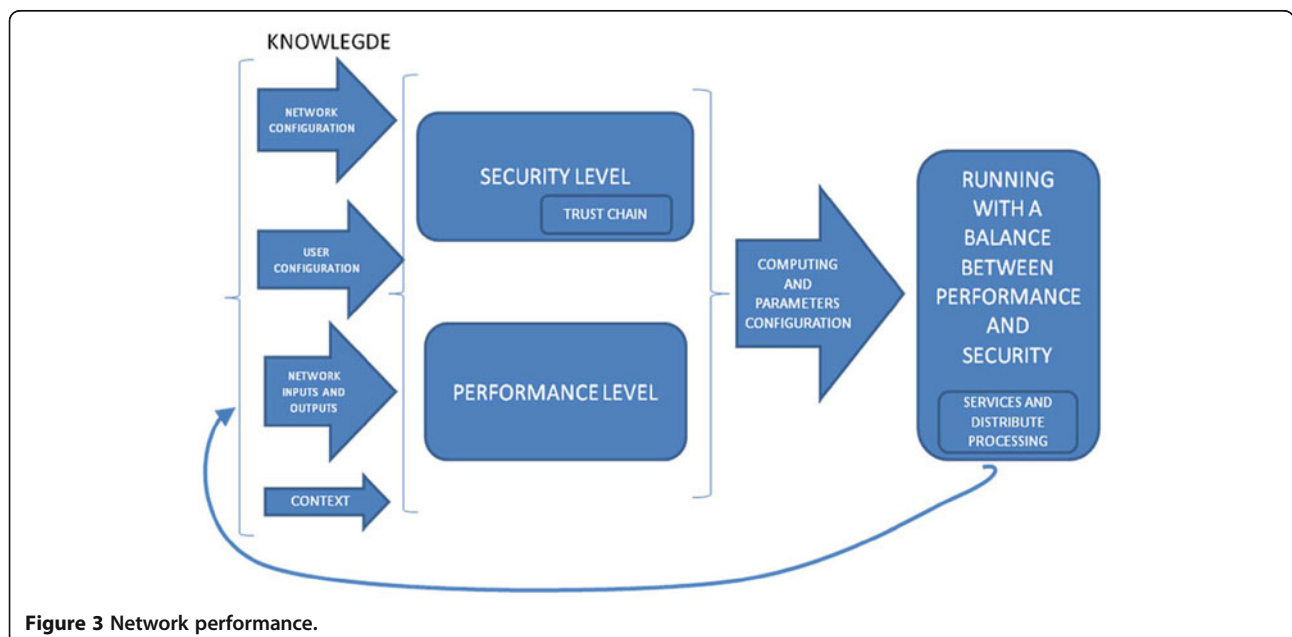 KNOWLEGDE
NETWORK
CONFIGURATION
USER
CONFIGURATION
NETWORK
INPUTS AND
OUTPUTS
CONTEXT
SECURITY LEVEL
TRUST CHAIN
PERFORMANCE LEVEL
COMPUTING
AND
PARAMETERS
CONFIGURATION
RUNNING
WITH A
BALANCE
BETWEEN
PERFORMANCE
AND
SECURITY
SERVICES AND
DISTRIBUTE
PROCESSING
Figure 3 Network performance.